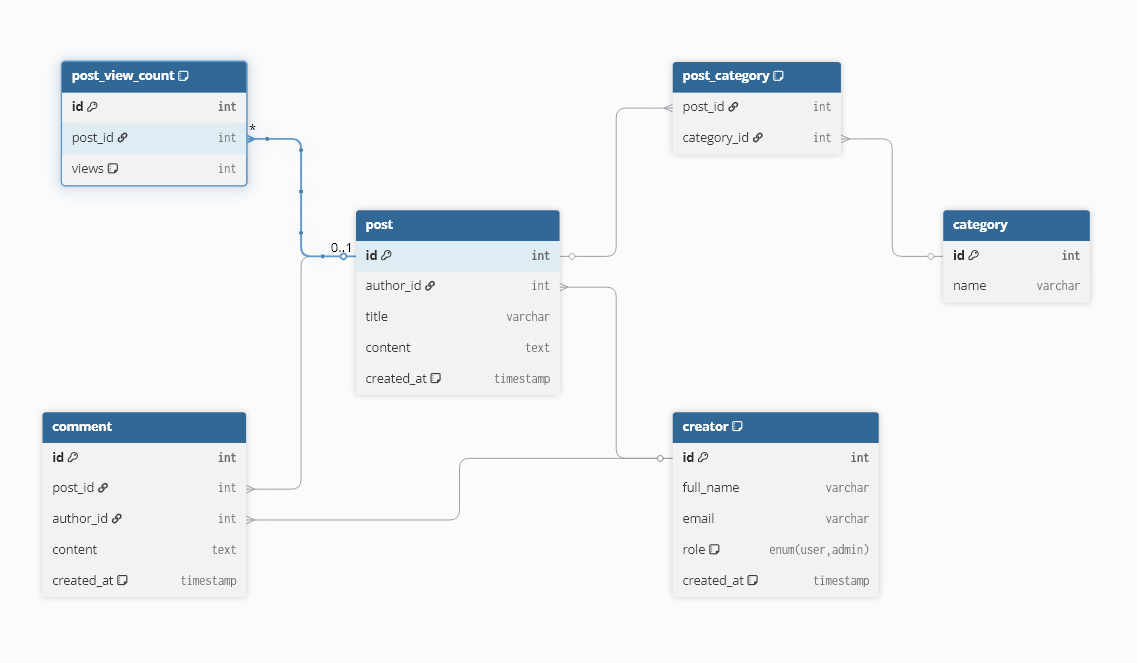 post_view_count
id int
post_id int
views int
*
0..1
post_category
post_id int
category_id int
post
id int
author_id int
title varchar
content text
created_at timestamp
category
id int
name varchar
comment
id int
post_id int
author_id int
content text
created_at timestamp
creator
id int
full_name varchar
email varchar
role enum(user,admin)
created_at timestamp